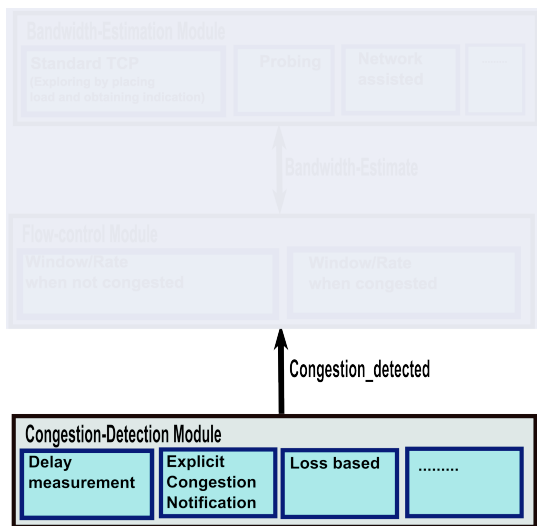 Bandwidth-Estimation Module
Standard TCP
(Exploring by placing
load and obtaining indication)
Probing
Network
assisted
......
Bandwidth-Estimate
Flow-control Module
Window/Rate
when not congested
Window/Rate
when congested
Congestion_detected
Congestion-Detection Module
Delay
measurement
Explicit
Congestion
Notification
Loss based
.........